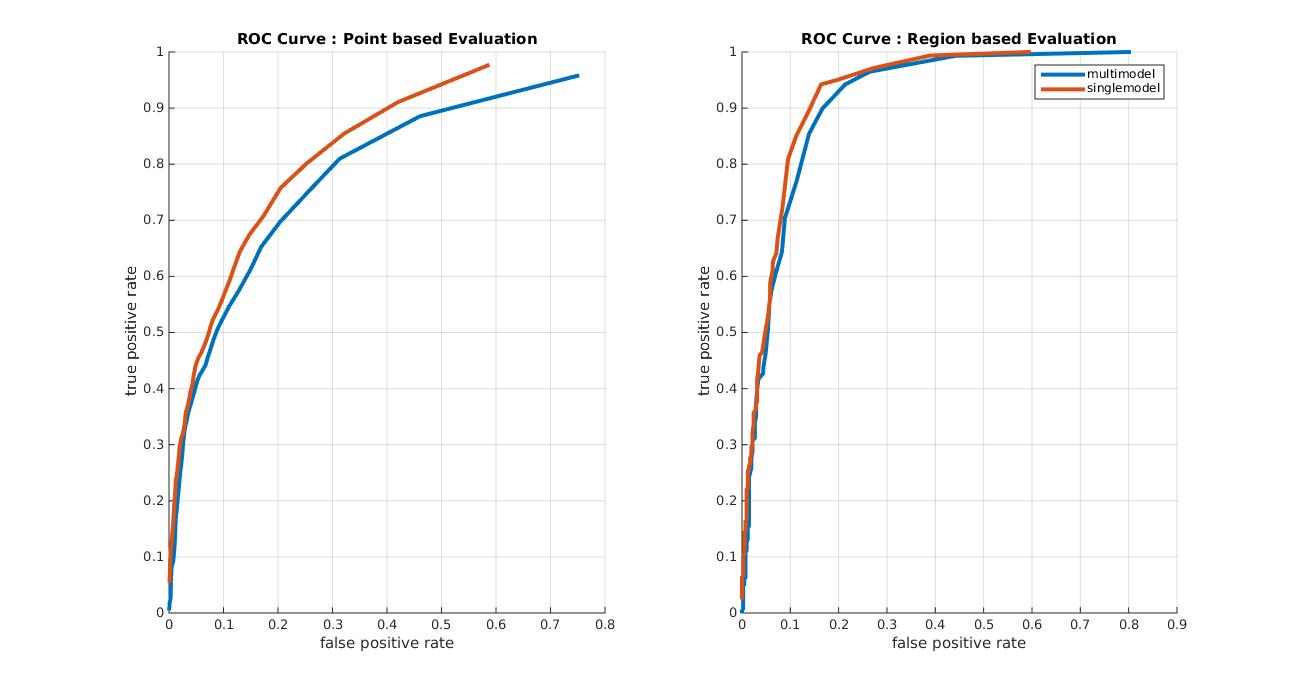 ROC Curve : Point based Evaluation
1
0.9
0.8
0.7
0.6
0.5
0.4
0.3
0.2
0.1
0
true positive rate
0 0.1 0.2 0.3 0.4 0.5 0.6 0.7 0.8
false positive rate
ROC Curve : Region based Evaluation
multimodel
singlemodel
1
0.9
0.8
0.7
0.6
0.5
0.4
0.3
0.2
0.1
0
true positive rate
0 0.1 0.2 0.3 0.4 0.5 0.6 0.7 0.8 0.9
false positive rate